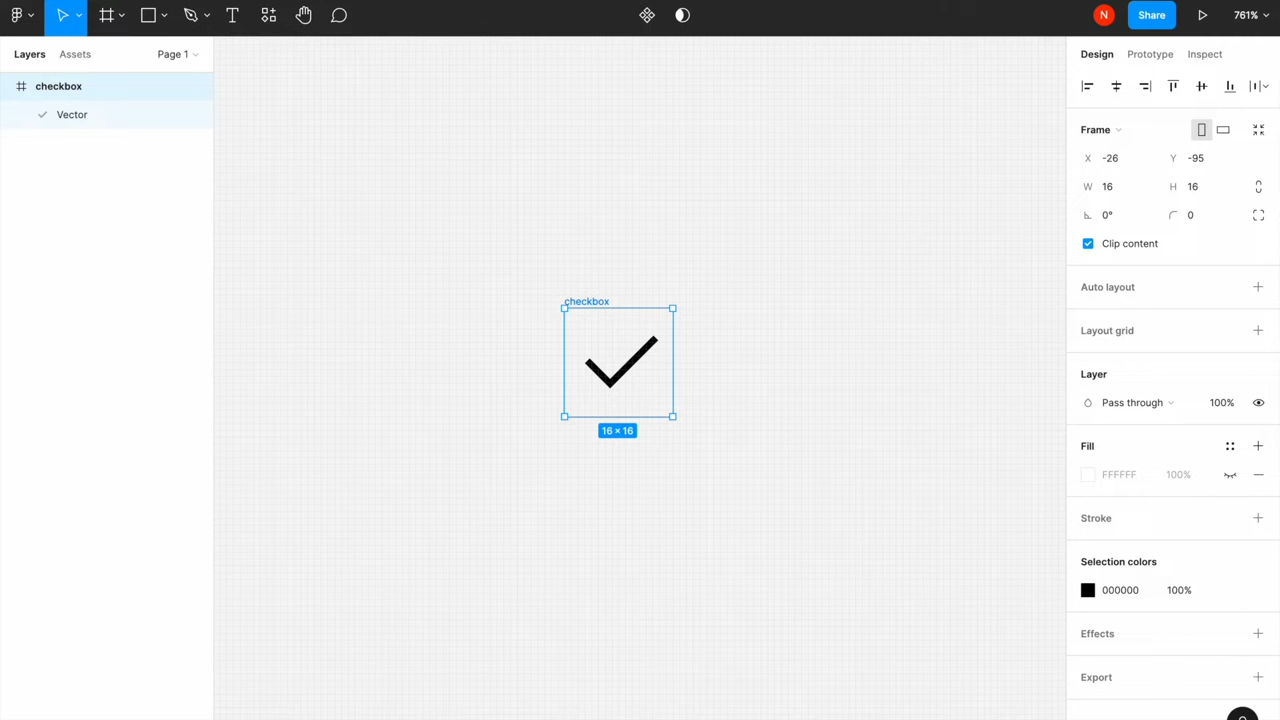 N Share 761%
Layers Assets Page 1
checkbox
Vector
checkbox
16 × 16
Design Prototype Inspect
Frame
X -26 Y -95
W 16 H 16
0° 0
Clip content
Auto layout
Layout grid
Layer
Pass through 100%
Fill
FFFFFF 100%
Stroke
Selection colors
000000 100%
Effects
Export